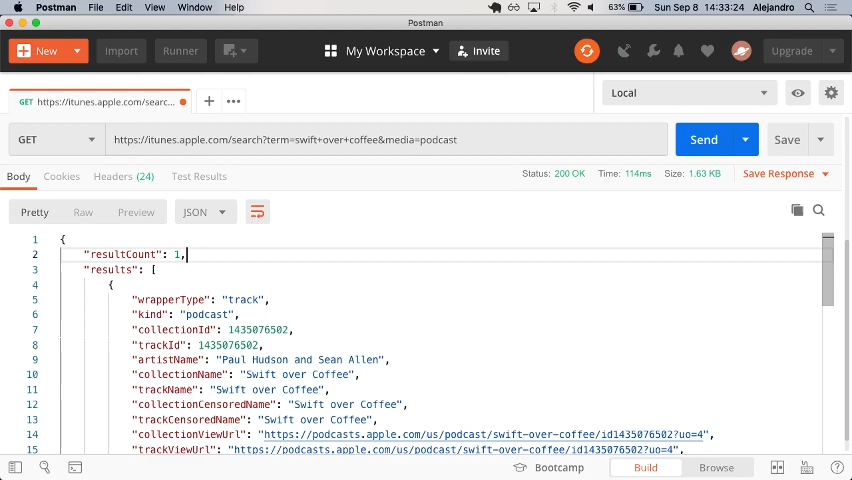 Postman File Edit View Window Help 63% Sun Sep 8 14:33:24 Alejandro
Postman
New Import Runner My Workspace Invite Upgrade
GET https://itunes.apple.com/searc... Local
GET https://itunes.apple.com/search?term=swift+over+coffee&media=podcast Send Save
Body Cookies Headers (24) Test Results Status: 200 OK Time: 114ms Size: 1.63 KB Save Response
Pretty Raw Preview JSON
1 {
2 "resultCount": 1,
3 "results": [
4 {
5 "wrapperType": "track",
6 "kind": "podcast",
7 "collectionId": 1435076502,
8 "trackId": 1435076502,
9 "artistName": "Paul Hudson and Sean Allen",
10 "collectionName": "Swift over Coffee",
11 "trackName": "Swift over Coffee",
12 "collectionCensoredName": "Swift over Coffee",
13 "trackCensoredName": "Swift over Coffee",
14 "collectionViewUrl": "https://podcasts.apple.com/us/podcast/swift-over-coffee/id1435076502?uo=4",
15 "trackViewUrl": "https://podcasts.apple.com/us/podcast/swift-over-coffee/id1435076502?uo=4",
Bootcamp Build Browse